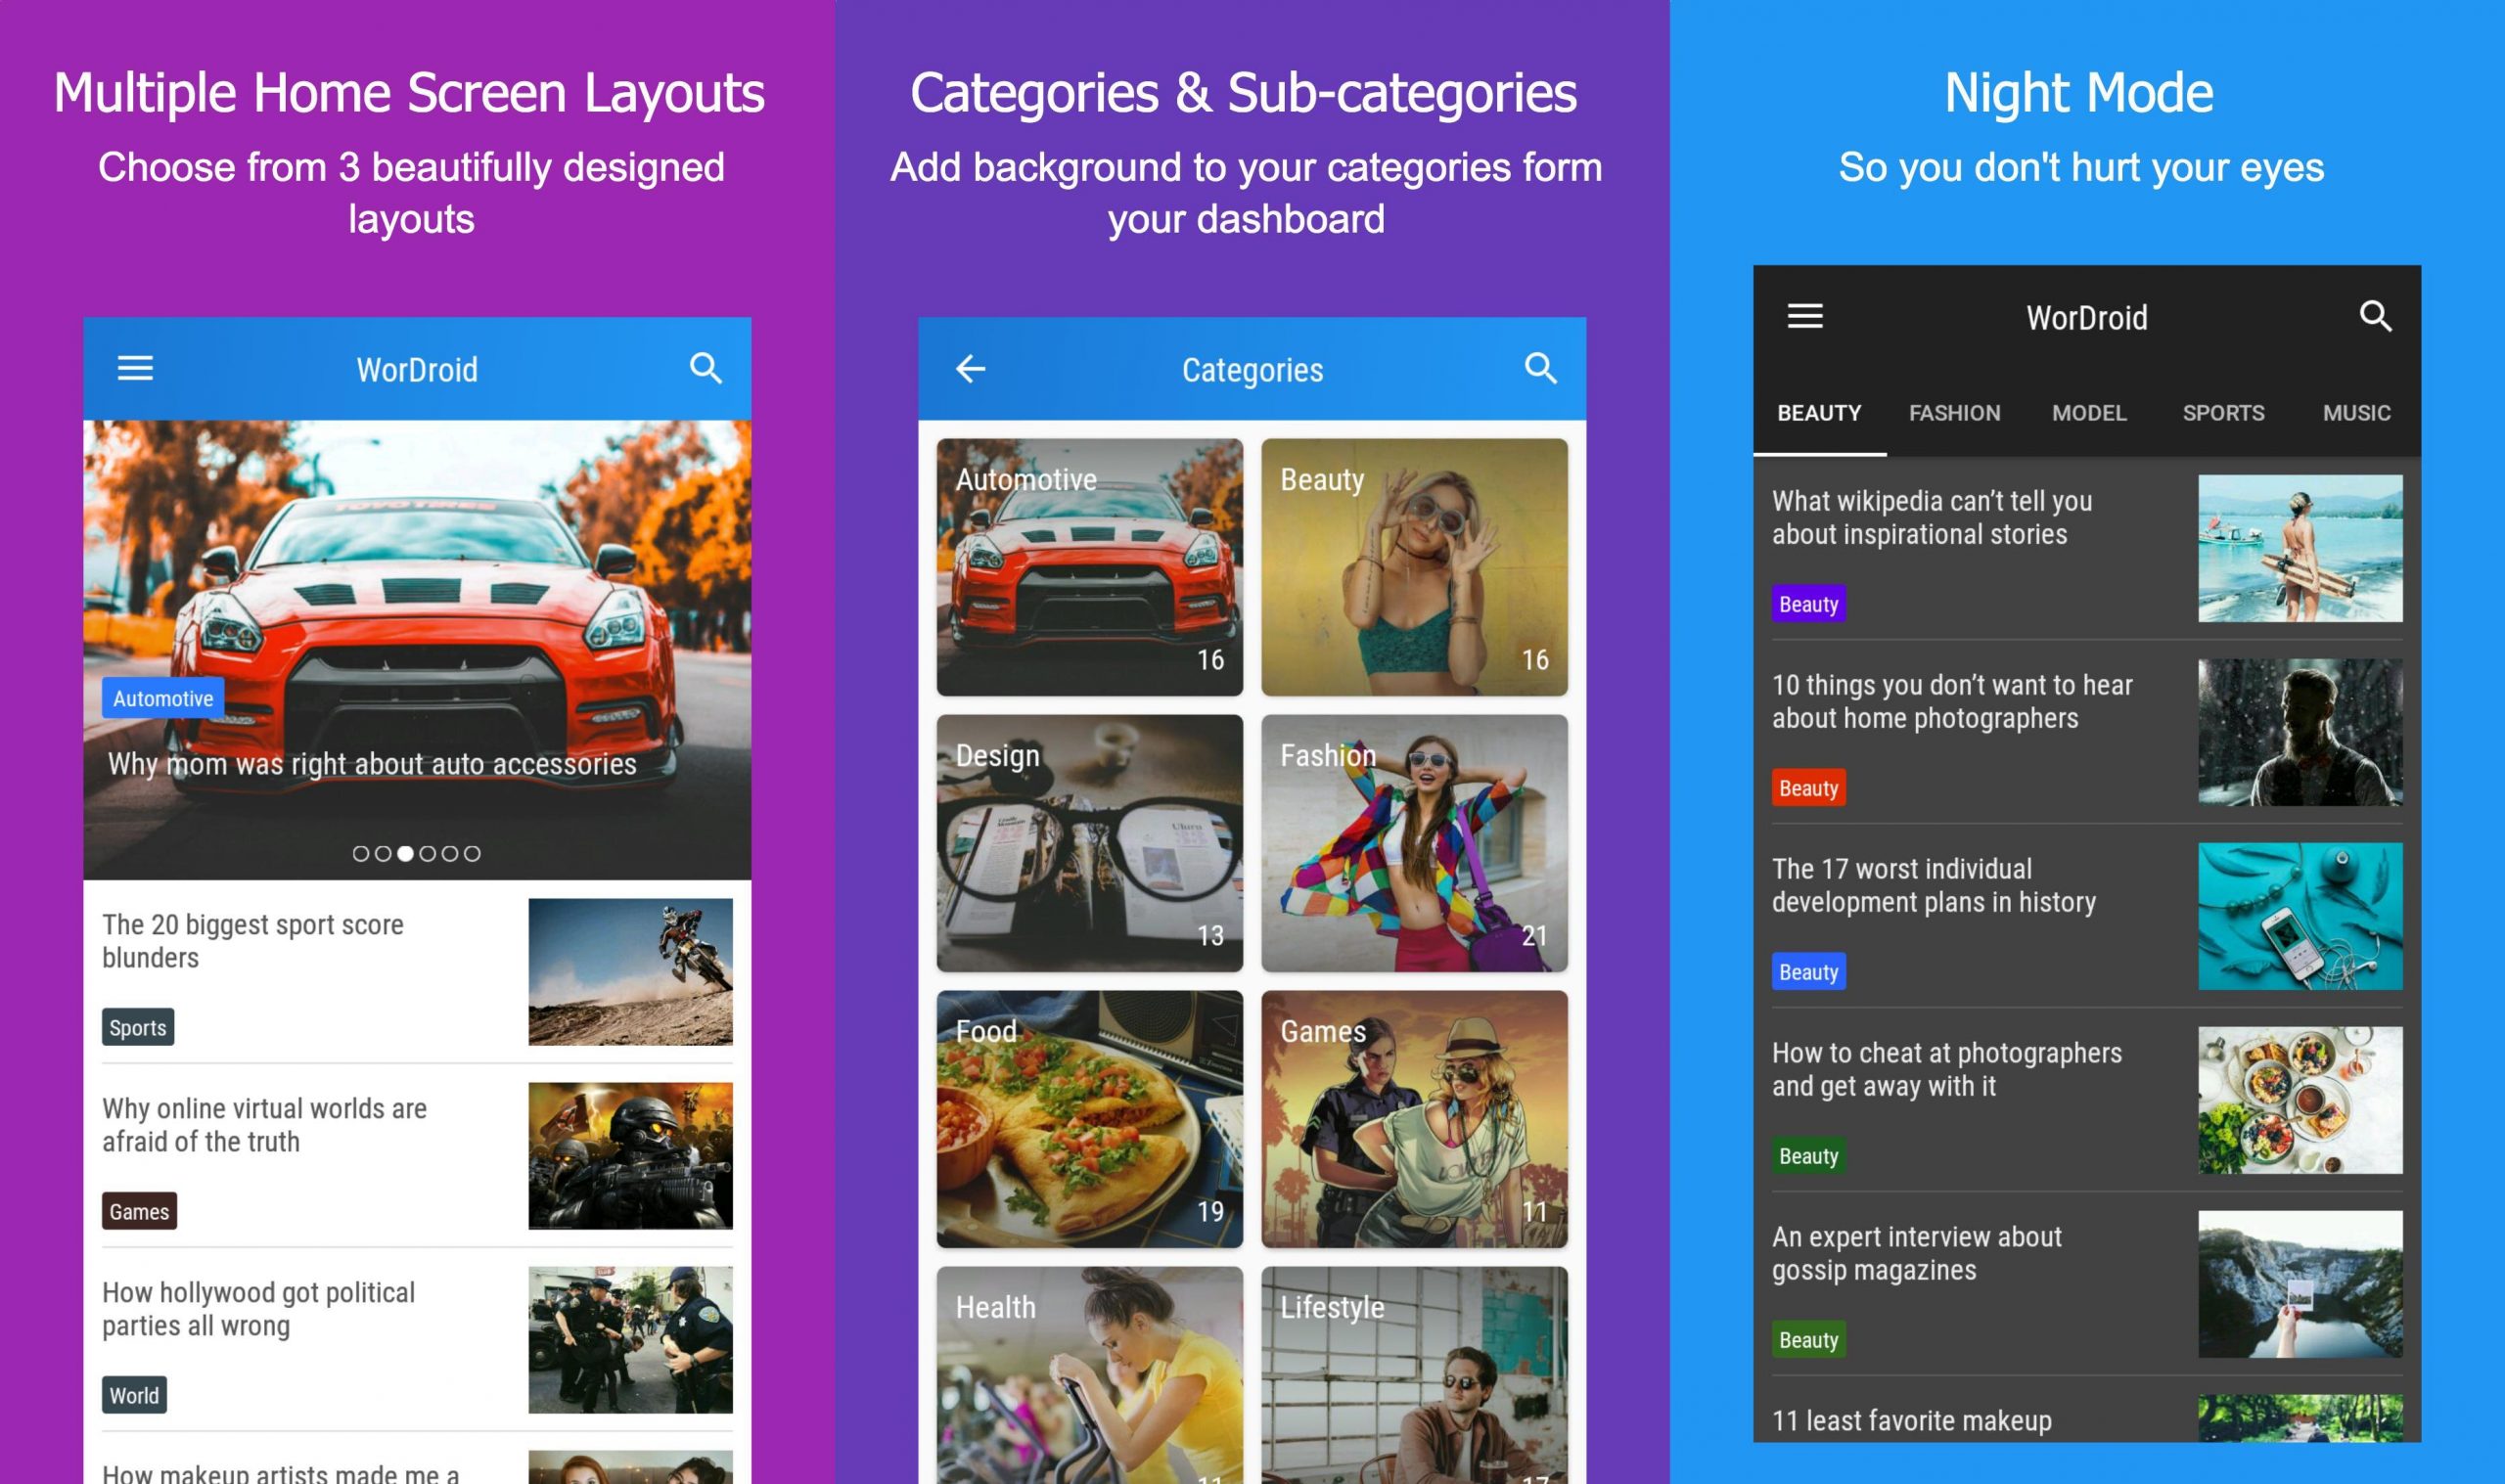 Multiple Home Screen Layouts
Choose from 3 beautifully designed
layouts
WorDroid
TOYO TIRES
Automotive
Why mom was right about auto accessories
The 20 biggest sport score
blunders
Sports
Why online virtual worlds are
afraid of the truth
Games
How hollywood got political
parties all wrong
World
How makeup artists made me a
Categories & Sub-categories
Add background to your categories form
your dashboard
Categories
Automotive
16
Beauty
16
Design
13
Fashion
21
Food
19
Games
11
Health
11
Lifestyle
17
Night Mode
So you don't hurt your eyes
WorDroid
BEAUTY FASHION MODEL SPORTS MUSIC
What wikipedia can’t tell you
about inspirational stories
Beauty
10 things you don’t want to hear
about home photographers
Beauty
The 17 worst individual
development plans in history
Beauty
How to cheat at photographers
and get away with it
Beauty
An expert interview about
gossip magazines
Beauty
11 least favorite makeup